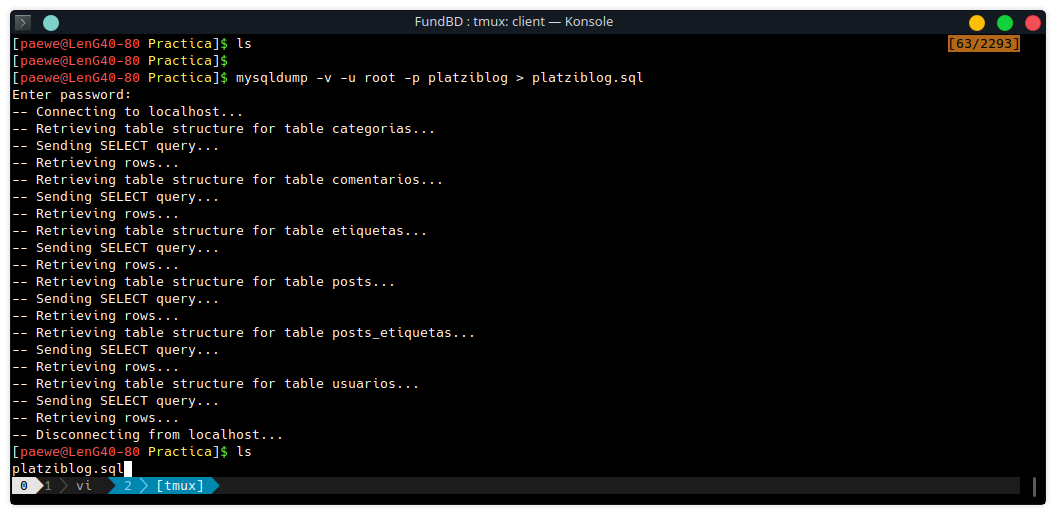 FundBD : tmux: client — Konsole
[paewe@LenG40-80 Practica]$ ls [63/2293]
[paewe@LenG40-80 Practica]$
[paewe@LenG40-80 Practica]$ mysqldump -v -u root -p platziblog > platziblog.sql
Enter password:
-- Connecting to localhost...
-- Retrieving table structure for table categorias...
-- Sending SELECT query...
-- Retrieving rows...
-- Retrieving table structure for table comentarios...
-- Sending SELECT query...
-- Retrieving rows...
-- Retrieving table structure for table etiquetas...
-- Sending SELECT query...
-- Retrieving rows...
-- Retrieving table structure for table posts...
-- Sending SELECT query...
-- Retrieving rows...
-- Retrieving table structure for table posts_etiquetas...
-- Sending SELECT query...
-- Retrieving rows...
-- Retrieving table structure for table usuarios...
-- Sending SELECT query...
-- Retrieving rows...
-- Disconnecting from localhost...
[paewe@LenG40-80 Practica]$ ls
platziblog.sql
0 1 vi 2 [tmux]